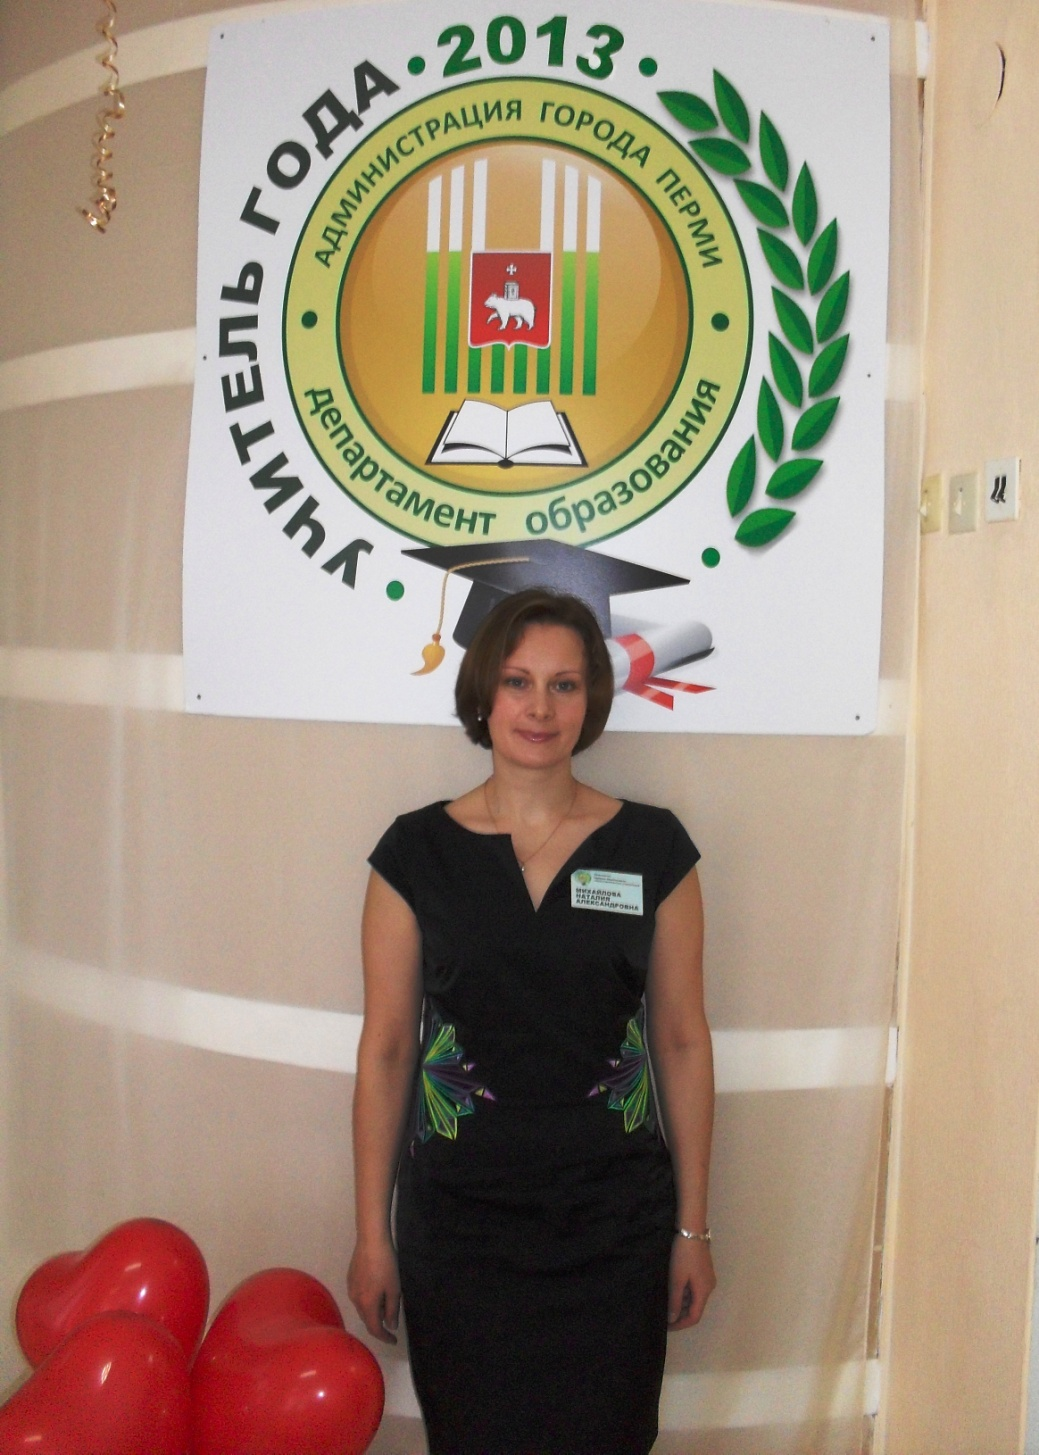 УЧИТЕЛЬ ГОДА • 2013 •
АДМИНИСТРАЦИЯ ГОРОДА ПЕРМИ
департамент образования
МИХАЙЛОВА
НАТАЛИЯ
АЛЕКСАНДРОВНА